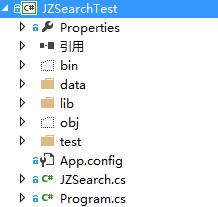 C# JZSearchTest
Properties
引用
bin
data
lib
obj
test
App.config
C# JZSearch.cs
C# Program.cs